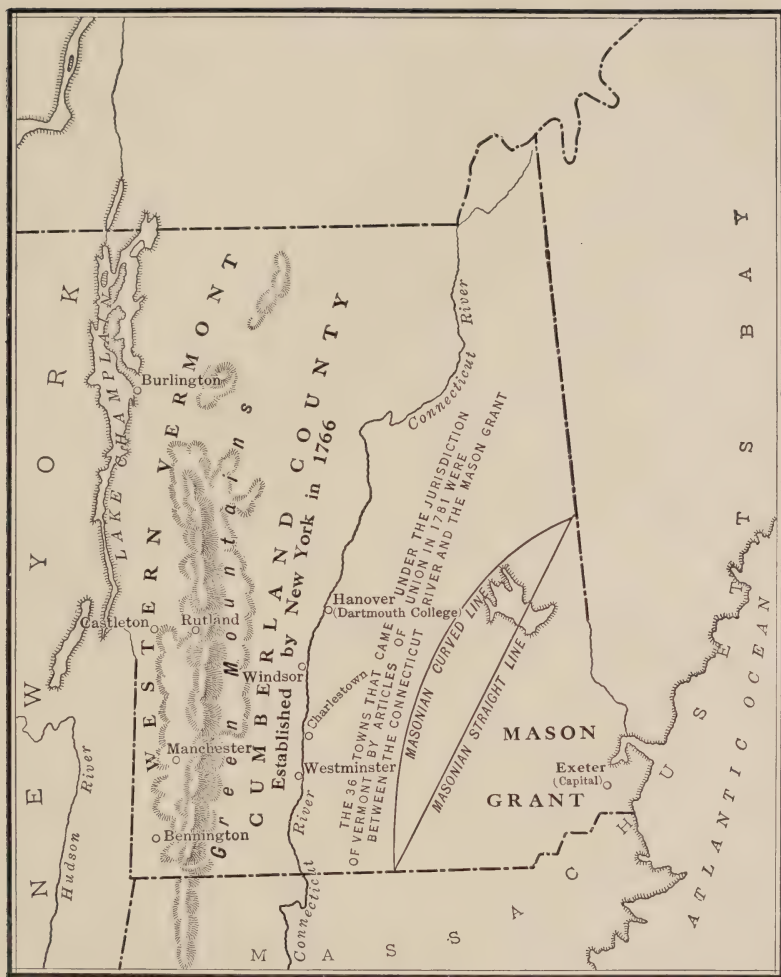 NEW YORK
Hudson
River
LAKE CHAMPLAIN
Burlington
WESTERN VERMONT
Castleton
Rutland
Manchester
Bennington
Green Mountains
CUMBERLAND COUNTY
Established by New York in 1766
Windsor
Hanover
(Dartmouth College)
Charlestown
Westminster
Connecticut
River
Connecticut
River
THE 36 TOWNS THAT CAME UNDER THE JURISDICTION
OF VERMONT BY ARTICLES OF UNION IN 1781 WERE
BETWEEN THE CONNECTICUT RIVER AND THE MASON GRANT
MASONIAN CURVED LINE
MASONIAN STRAIGHT LINE
MASON
GRANT
Exeter
(Capital)
MASSACHUSETTS BAY
ATLANTIC OCEAN